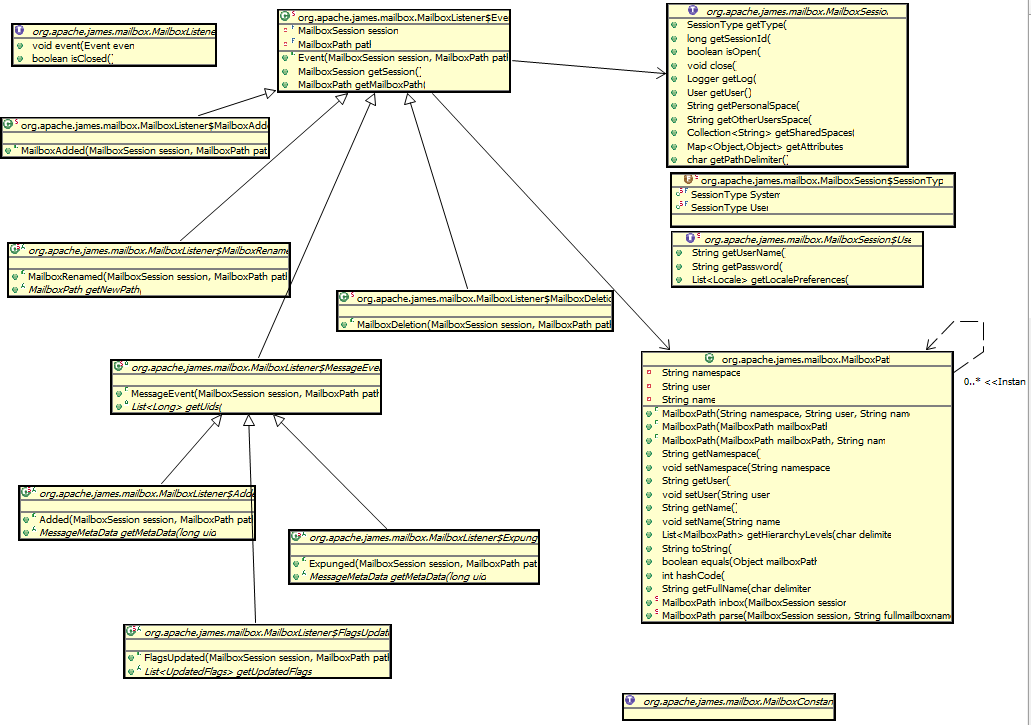 org.apache.james.mailbox.MailboxListene
void event(Event even
boolean isClosed(
org.apache.james.mailbox.MailboxListener$Eve
MailboxSession session
MailboxPath path
Event(MailboxSession session, MailboxPath path
MailboxSession getSession(
MailboxPath getMailboxPath(
org.apache.james.mailbox.MailboxSessio
SessionType getType(
long getSessionId(
boolean isOpen(
void close(
Logger getLog(
User getUser()
String getPersonalSpace(
String getOtherUsersSpace(
Collection<String> getSharedSpaces(
Map<Object,Object> getAttributes
char getPathDelimiter(
org.apache.james.mailbox.MailboxListener$MailboxAdde
MailboxAdded(MailboxSession session, MailboxPath pat
org.apache.james.mailbox.MailboxSession$SessionTyp
SessionType System
SessionType User
org.apache.james.mailbox.MailboxSession$Use
String getUserName(
String getPassword(
List<Locale> getLocalePreferences(
org.apache.james.mailbox.MailboxListener$MailboxRename
MailboxRenamed(MailboxSession session, MailboxPath patl
MailboxPath getNewPath
org.apache.james.mailbox.MailboxListener$MailboxDeletio
MailboxDeletion(MailboxSession session, MailboxPath patl
org.apache.james.mailbox.MailboxListener$MessageEve
MessageEvent(MailboxSession session, MailboxPath path
List<Long> getUids(
org.apache.james.mailbox.MailboxPat
String namespace
String user
String name
MailboxPath(String namespace, String user, String nam
MailboxPath(MailboxPath mailboxPatl
MailboxPath(MailboxPath mailboxPath, String nam
String getNamespace(
void setNamespace(String namespace
String getUser(
void setUser(String user
String getName(
void setName(String name
List<MailboxPath> getHierarchyLevels(char delimite
String toString(
boolean equals(Object mailboxPatl
int hashCode(
String getFullName(char delimiter
MailboxPath inbox(MailboxSession session
MailboxPath parse(MailboxSession session, String fullmailboxname
0..* <<Instan
org.apache.james.mailbox.MailboxListener$Adde
Added(MailboxSession session, MailboxPath pat
MessageMetaData getMetaData(long uid
org.apache.james.mailbox.MailboxListener$Expung
Expunged(MailboxSession session, MailboxPath pat
MessageMetaData getMetaData(long uid
org.apache.james.mailbox.MailboxListener$FlagsUpdat
FlagsUpdated(MailboxSession session, MailboxPath patl
List<UpdatedFlags> getUpdatedFlags
org.apache.james.mailbox.MailboxConstan